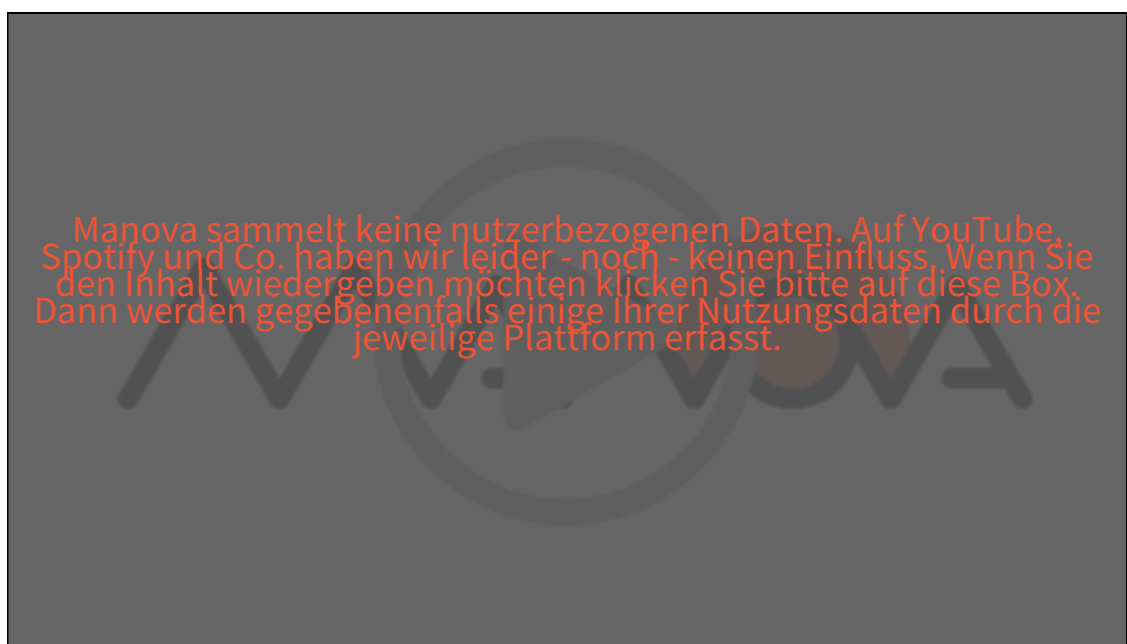 Manova sammelt keine nutzerbezogenen Daten. Auf YouTube,
Spotify und Co. haben wir leider - noch - keinen Einfluss. Wenn Sie
den Inhalt wiedergeben möchten klicken Sie bitte auf diese Box.
Dann werden gegebenenfalls einige Ihrer Nutzungsdaten durch die
jeweilige Plattform erfasst.
MANOVA